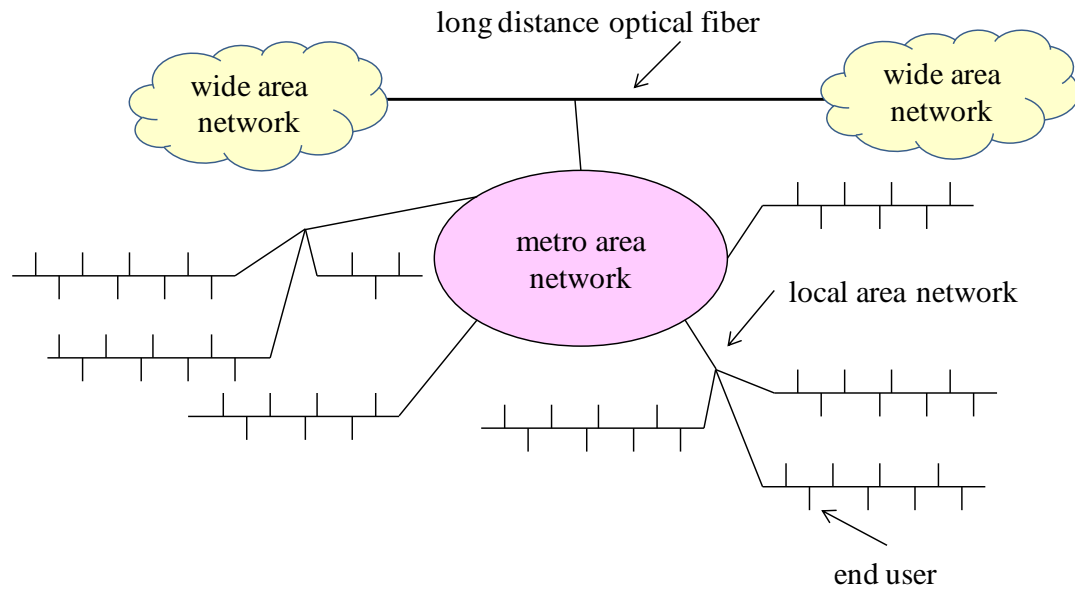 long distance optical fiber
wide area
network
wide area
network
metro area
network
local area network
end user